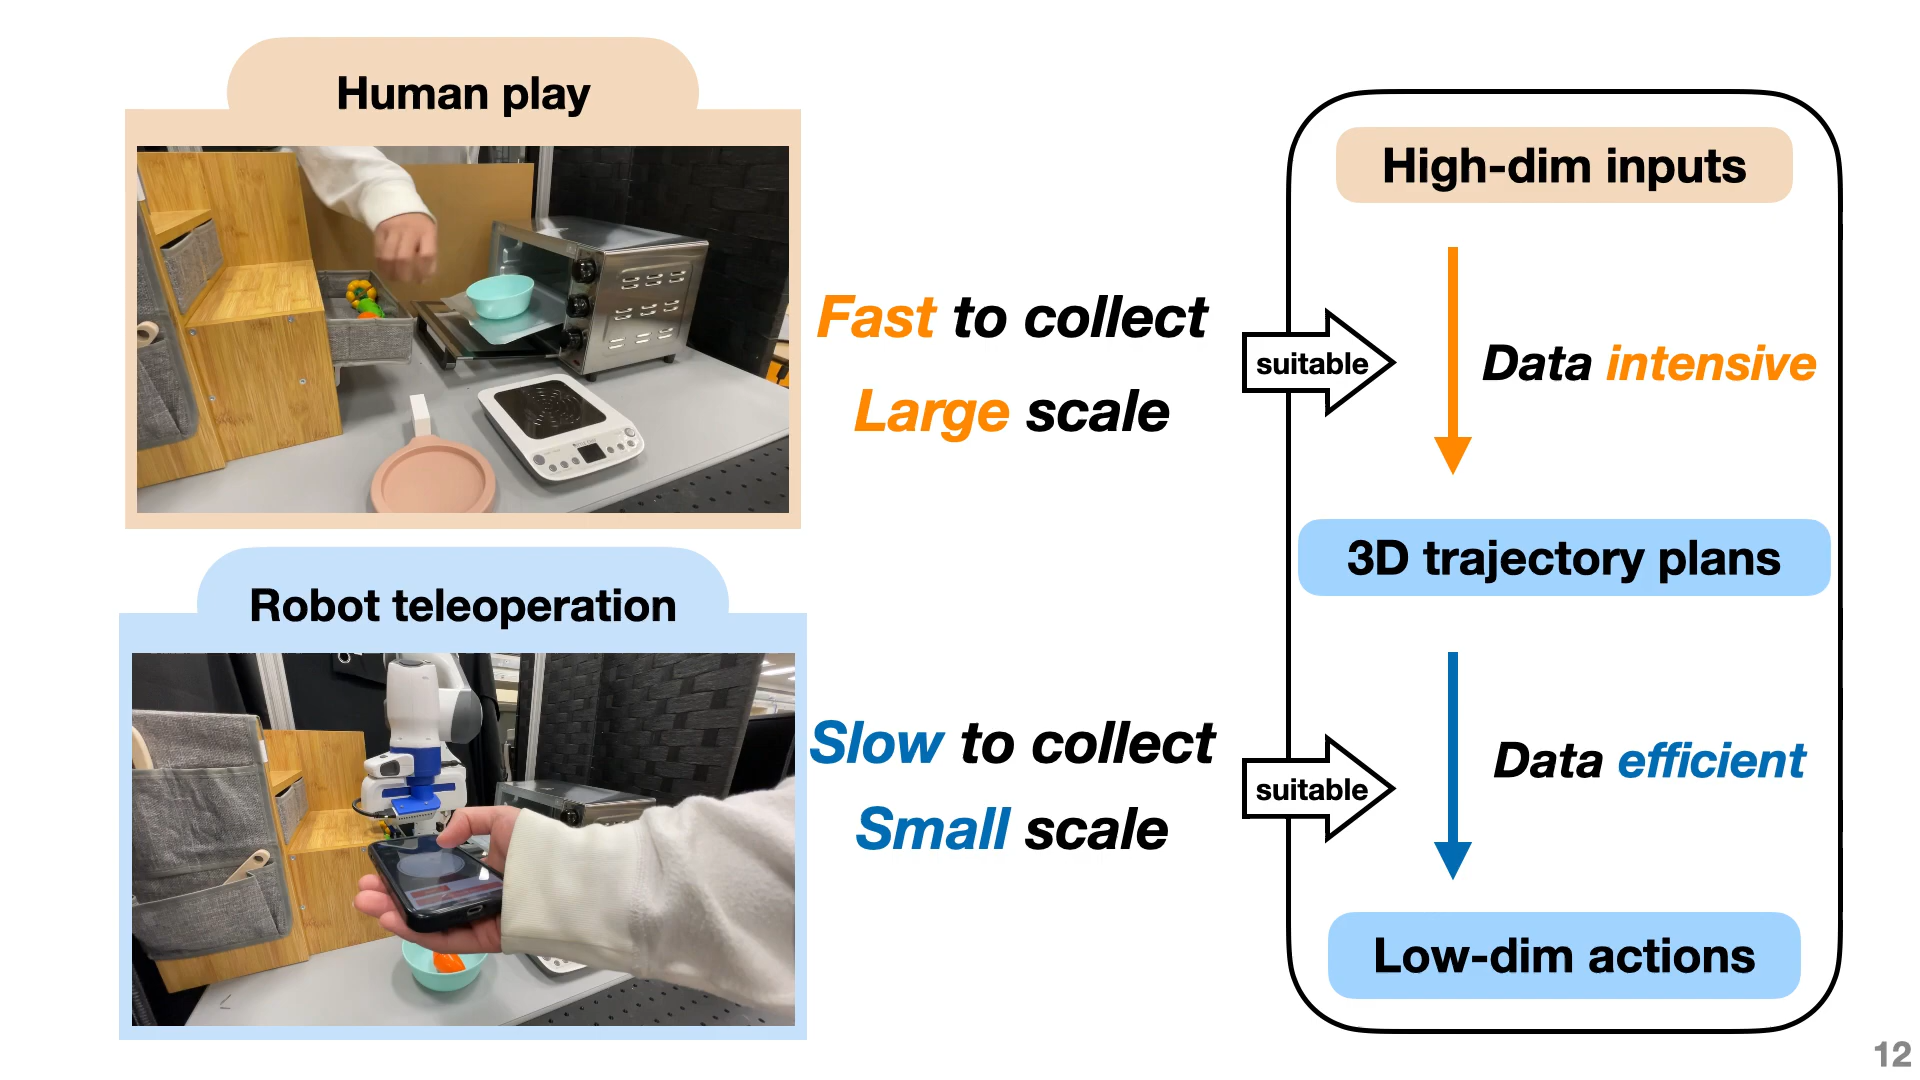 Human play
Fast to collect
Large scale
Robot teleoperation
Slow to collect
Small scale
High-dim inputs
suitable
Data intensive
3D trajectory plans
suitable
Data efficient
Low-dim actions
12